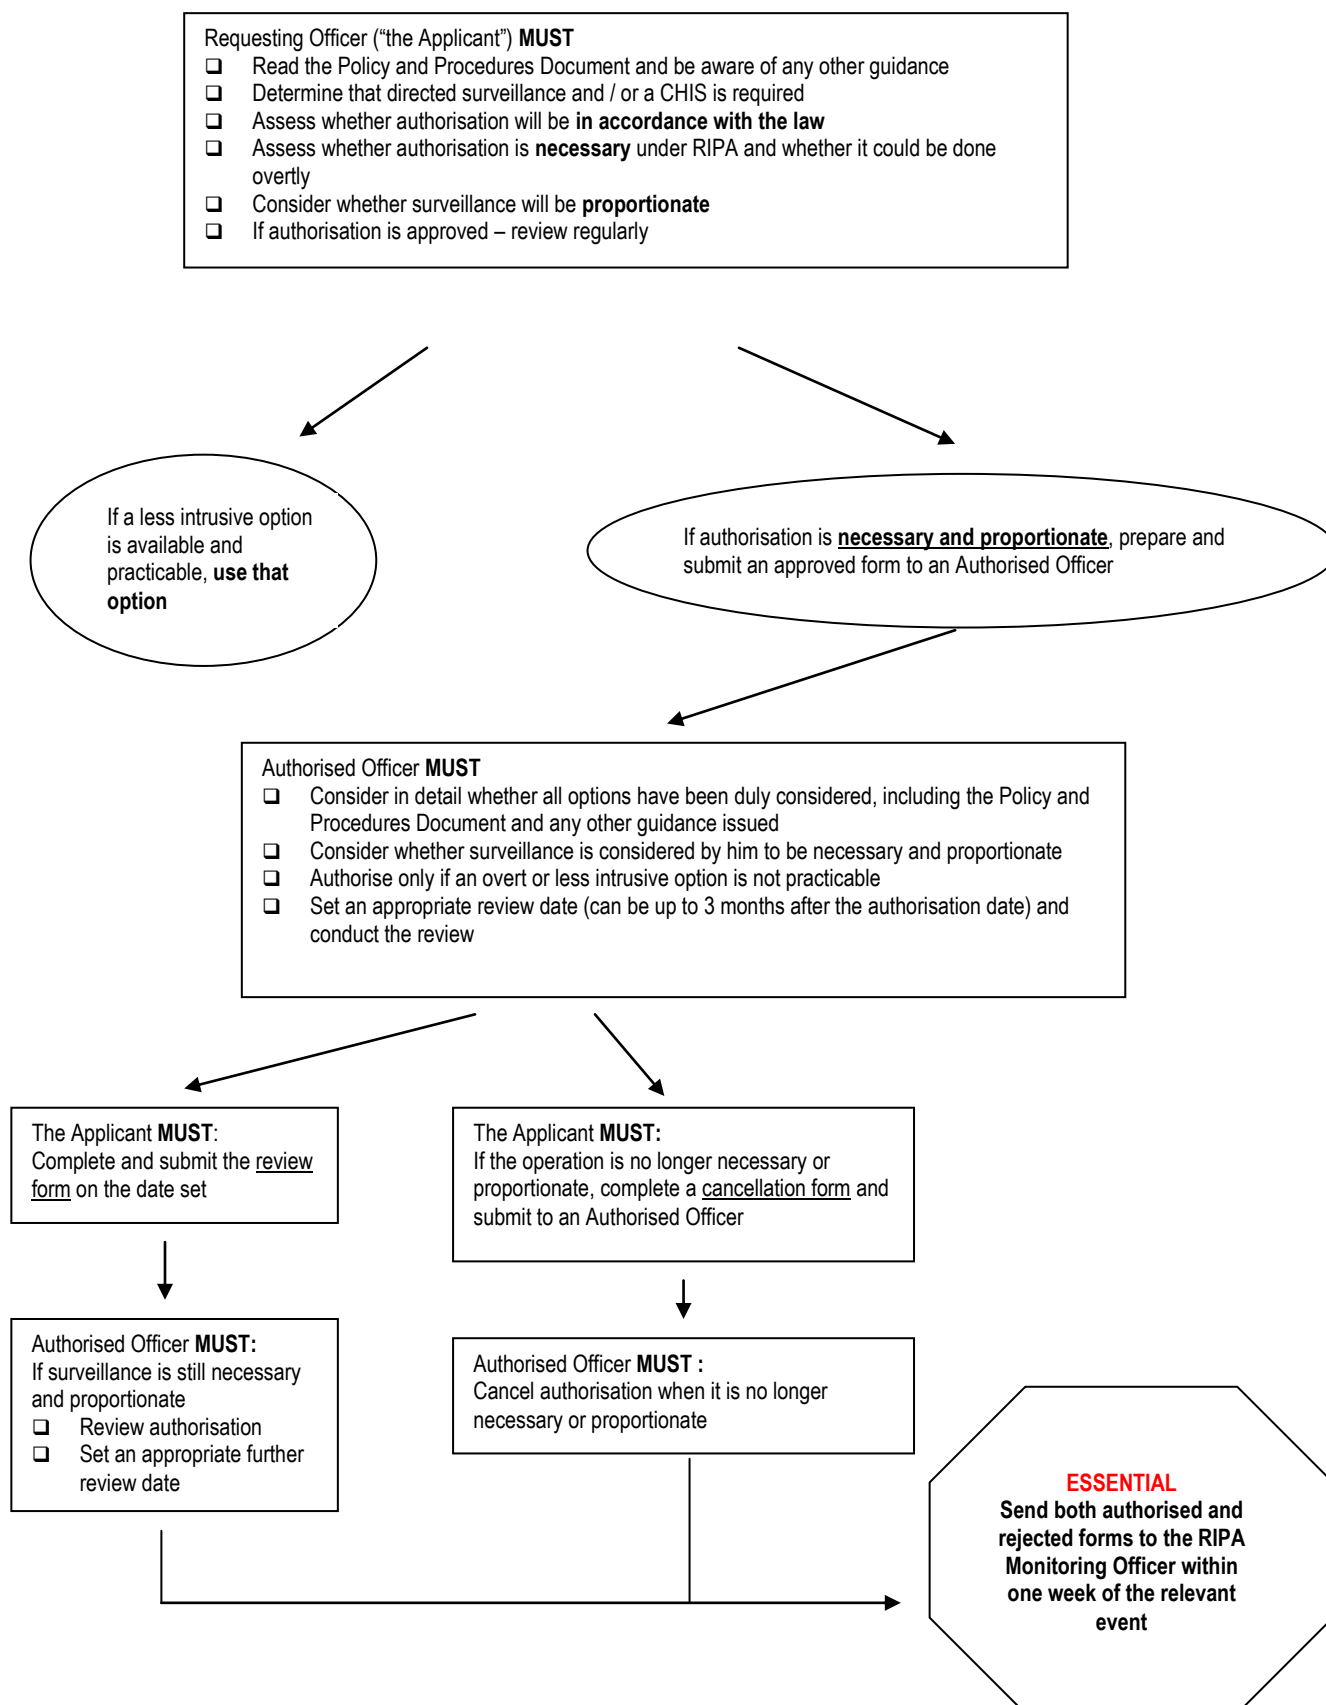 Requesting Officer (“the Applicant”) MUST
❑ Read the Policy and Procedures Document and be aware of any other guidance
❑ Determine that directed surveillance and / or a CHIS is required
❑ Assess whether authorisation will be in accordance with the law
❑ Assess whether authorisation is necessary under RIPA and whether it could be done
overtly
❑ Consider whether surveillance will be proportionate
❑ If authorisation is approved – review regularly
If a less intrusive option
is available and
practicable, use that
option
If authorisation is necessary and proportionate, prepare and
submit an approved form to an Authorised Officer
Authorised Officer MUST
❑ Consider in detail whether all options have been duly considered, including the Policy and
Procedures Document and any other guidance issued
❑ Consider whether surveillance is considered by him to be necessary and proportionate
❑ Authorise only if an overt or less intrusive option is not practicable
❑ Set an appropriate review date (can be up to 3 months after the authorisation date) and
conduct the review
The Applicant MUST:
Complete and submit the review
form on the date set
The Applicant MUST:
If the operation is no longer necessary or
proportionate, complete a cancellation form and
submit to an Authorised Officer
Authorised Officer MUST:
If surveillance is still necessary
and proportionate
❑ Review authorisation
❑ Set an appropriate further
review date
Authorised Officer MUST :
Cancel authorisation when it is no longer
necessary or proportionate
ESSENTIAL
Send both authorised and
rejected forms to the RIPA
Monitoring Officer within
one week of the relevant
event